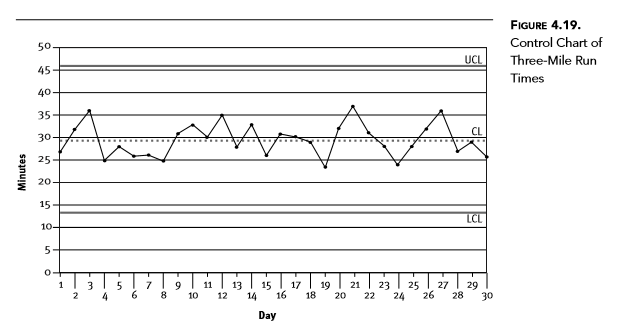 FIGURE 4.19.
Control Chart of
Three-Mile Run
Times
50
45
40
35
30
25
20
15
10
5
0
Minutes
UCL
CL
LCL
1 2 3 4 5 6 7 8 9 10 11 12 13 14 15 16 17 18 19 20 21 22 23 24 25 26 27 28 29 30
Day